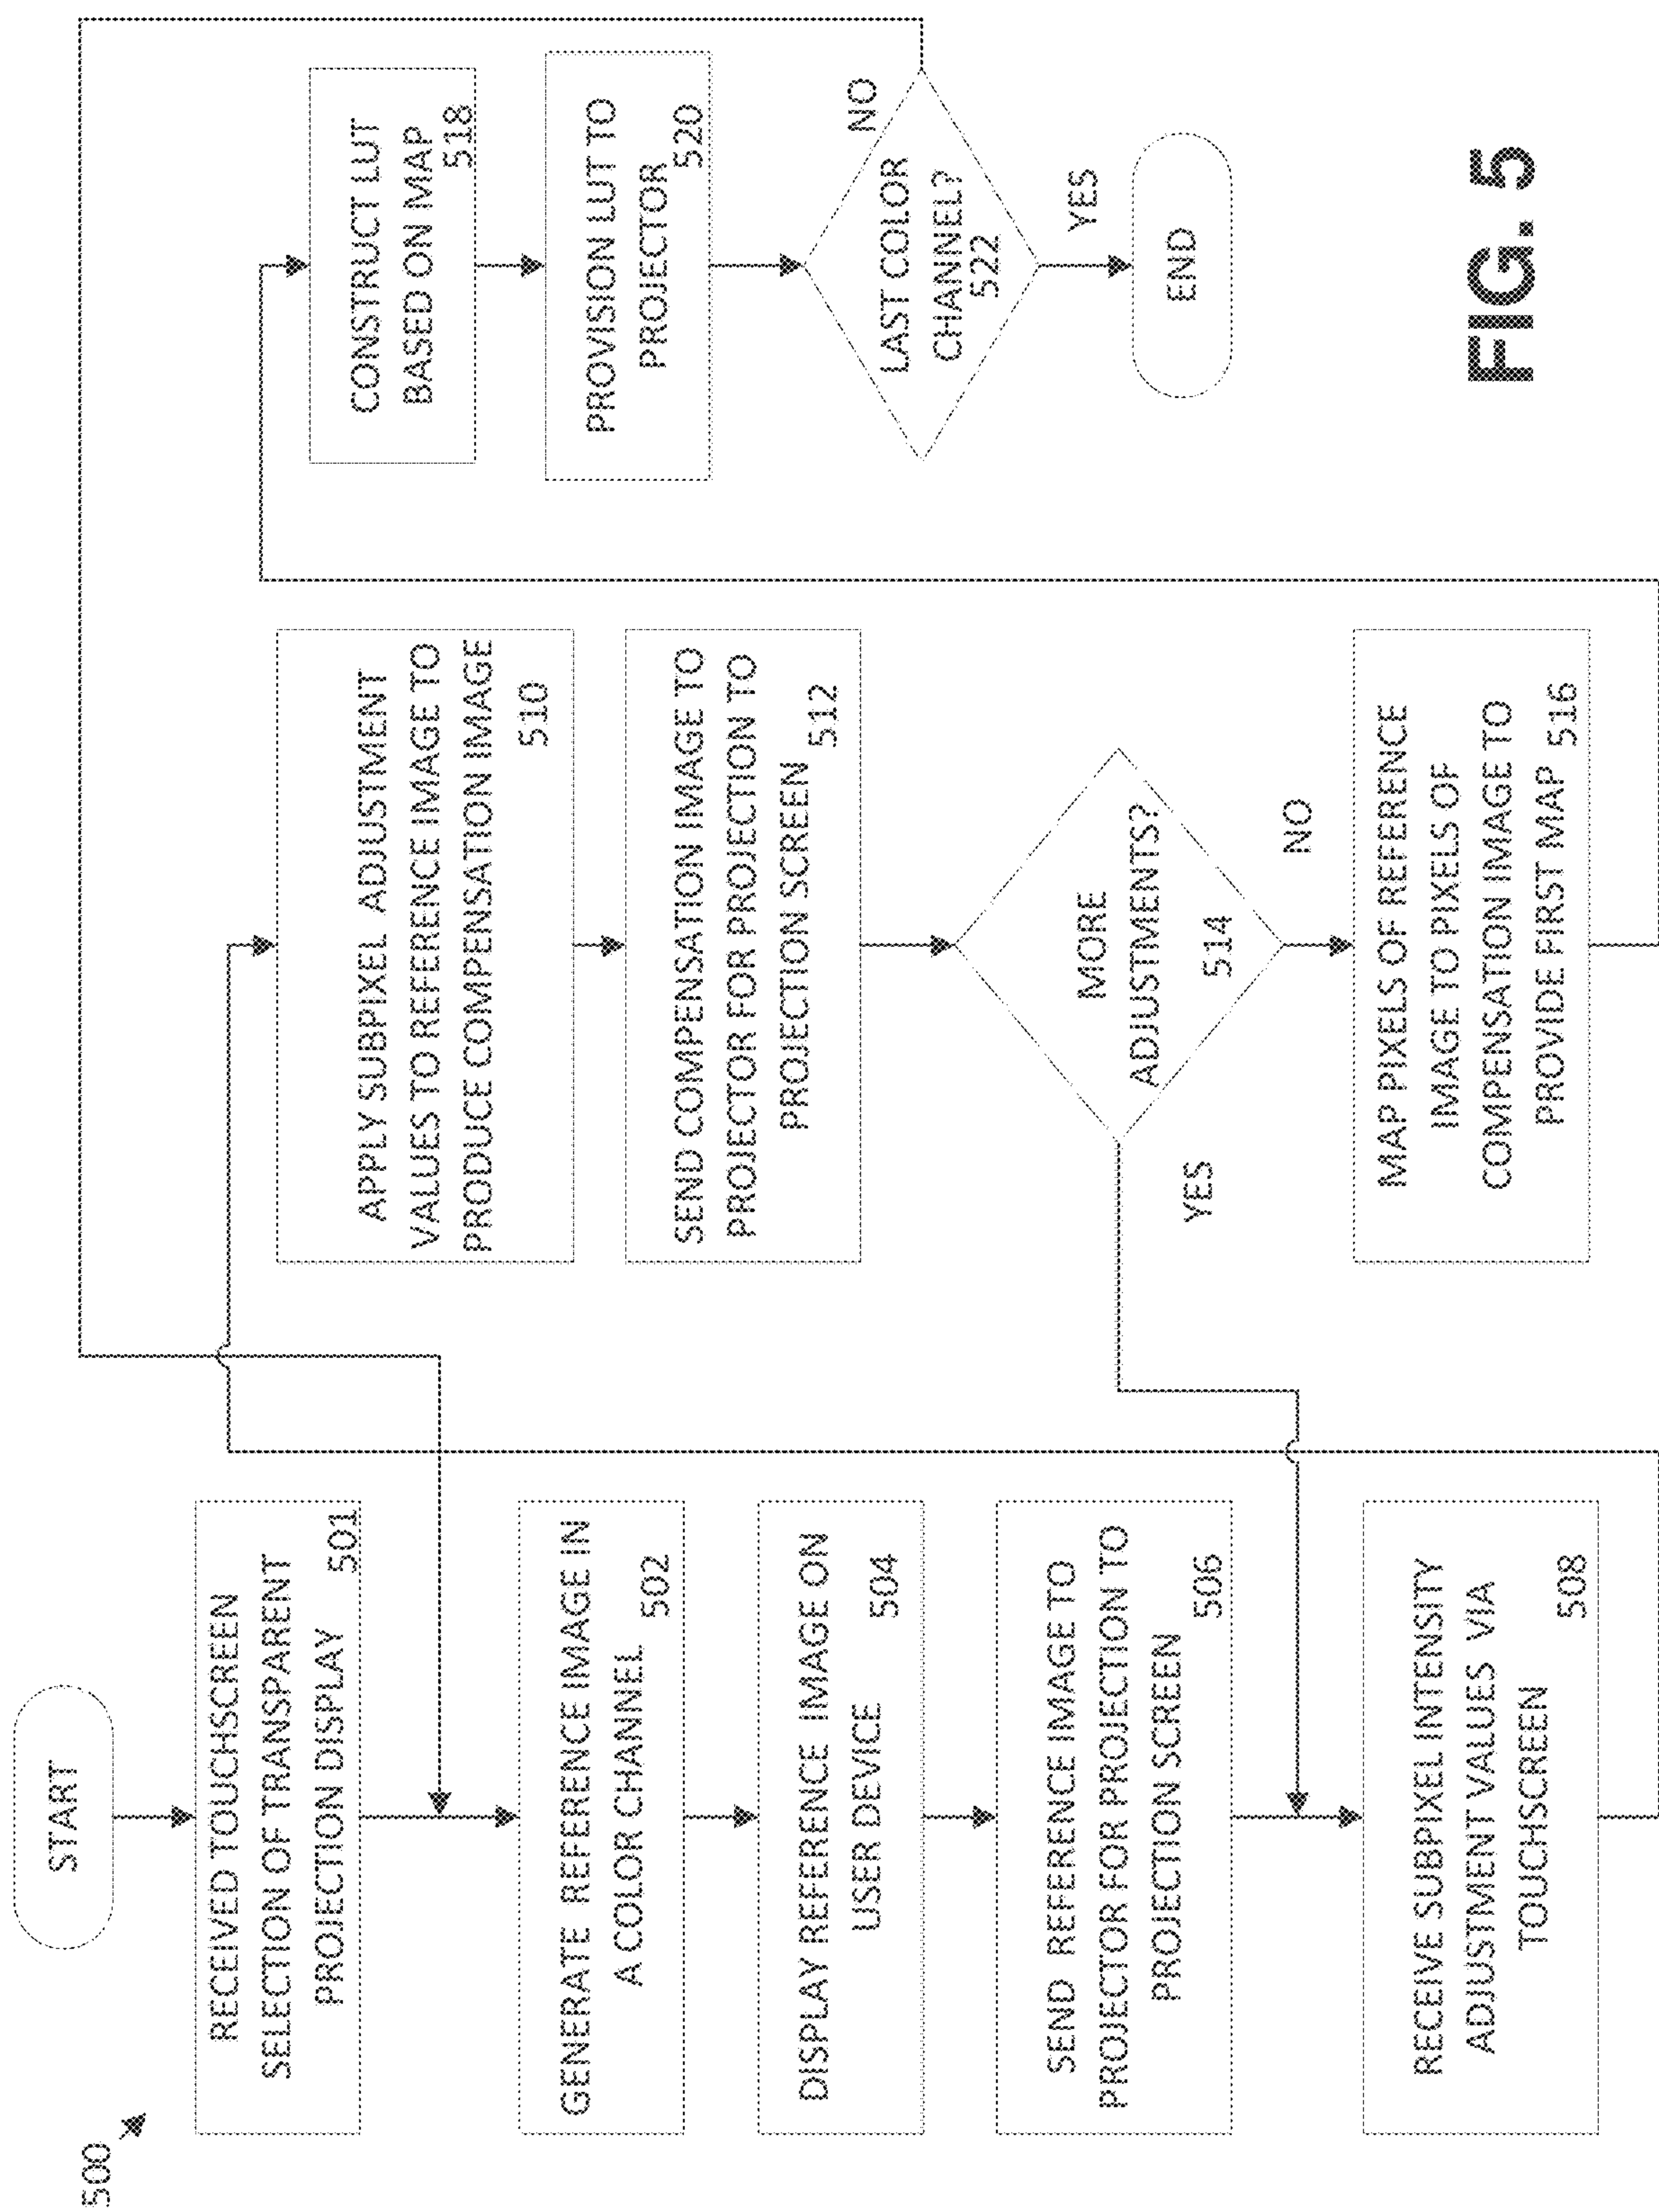 500
START
RECEIVED TOUCHSCREEN
SELECTION OF TRANSPARENT
PROJECTION DISPLAY
501
GENERATE REFERENCE IMAGE IN
A COLOR CHANNEL
502
DISPLAY REFERENCE IMAGE ON
USER DEVICE
504
SEND REFERENCE IMAGE TO
PROJECTOR FOR PROJECTION TO
PROJECTION SCREEN
506
RECEIVE SUBPIXEL INTENSITY
ADJUSTMENT VALUES VIA
TOUCHSCREEN
508
APPLY SUBPIXEL ADJUSTMENT
VALUES TO REFERENCE IMAGE TO
PRODUCE COMPENSATION IMAGE
510
SEND COMPENSATION IMAGE TO
PROJECTOR FOR PROJECTION TO
PROJECTION SCREEN
512
MORE
ADJUSTMENTS?
514
YES
NO
MAP PIXELS OF REFERENCE
IMAGE TO PIXELS OF
COMPENSATION IMAGE TO
PROVIDE FIRST MAP
516
CONSTRUCT LUT
BASED ON MAP
518
PROVISION LUT TO
PROJECTOR
520
LAST COLOR
CHANNEL?
522
NO
YES
END
FIG. 5